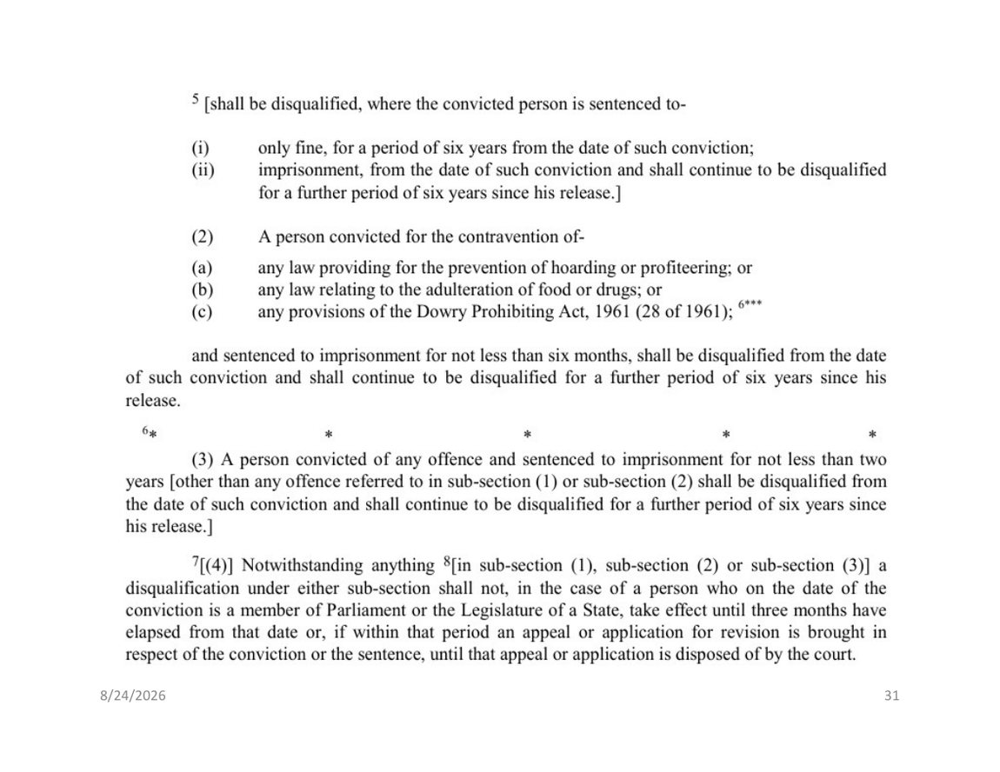 5 [shall be disqualified, where the convicted person is sentenced to-
(i) only fine, for a period of six years from the date of such conviction;
(ii) imprisonment, from the date of such conviction and shall continue to be disqualified
for a further period of six years since his release.]
(2) A person convicted for the contravention of-
(a) any law providing for the prevention of hoarding or profiteering; or
(b) any law relating to the adulteration of food or drugs; or
(c) any provisions of the Dowry Prohibiting Act, 1961 (28 of 1961); 6***
and sentenced to imprisonment for not less than six months, shall be disqualified from the date
of such conviction and shall continue to be disqualified for a further period of six years since his
release.
6* * * * *
(3) A person convicted of any offence and sentenced to imprisonment for not less than two
years [other than any offence referred to in sub-section (1) or sub-section (2) shall be disqualified from
the date of such conviction and shall continue to be disqualified for a further period of six years since
his release.]
7[(4)] Notwithstanding anything 8[in sub-section (1), sub-section (2) or sub-section (3)] a
disqualification under either sub-section shall not, in the case of a person who on the date of the
conviction is a member of Parliament or the Legislature of a State, take effect until three months have
elapsed from that date or, if within that period an appeal or application for revision is brought in
respect of the conviction or the sentence, until that appeal or application is disposed of by the court.
8/24/2026 31